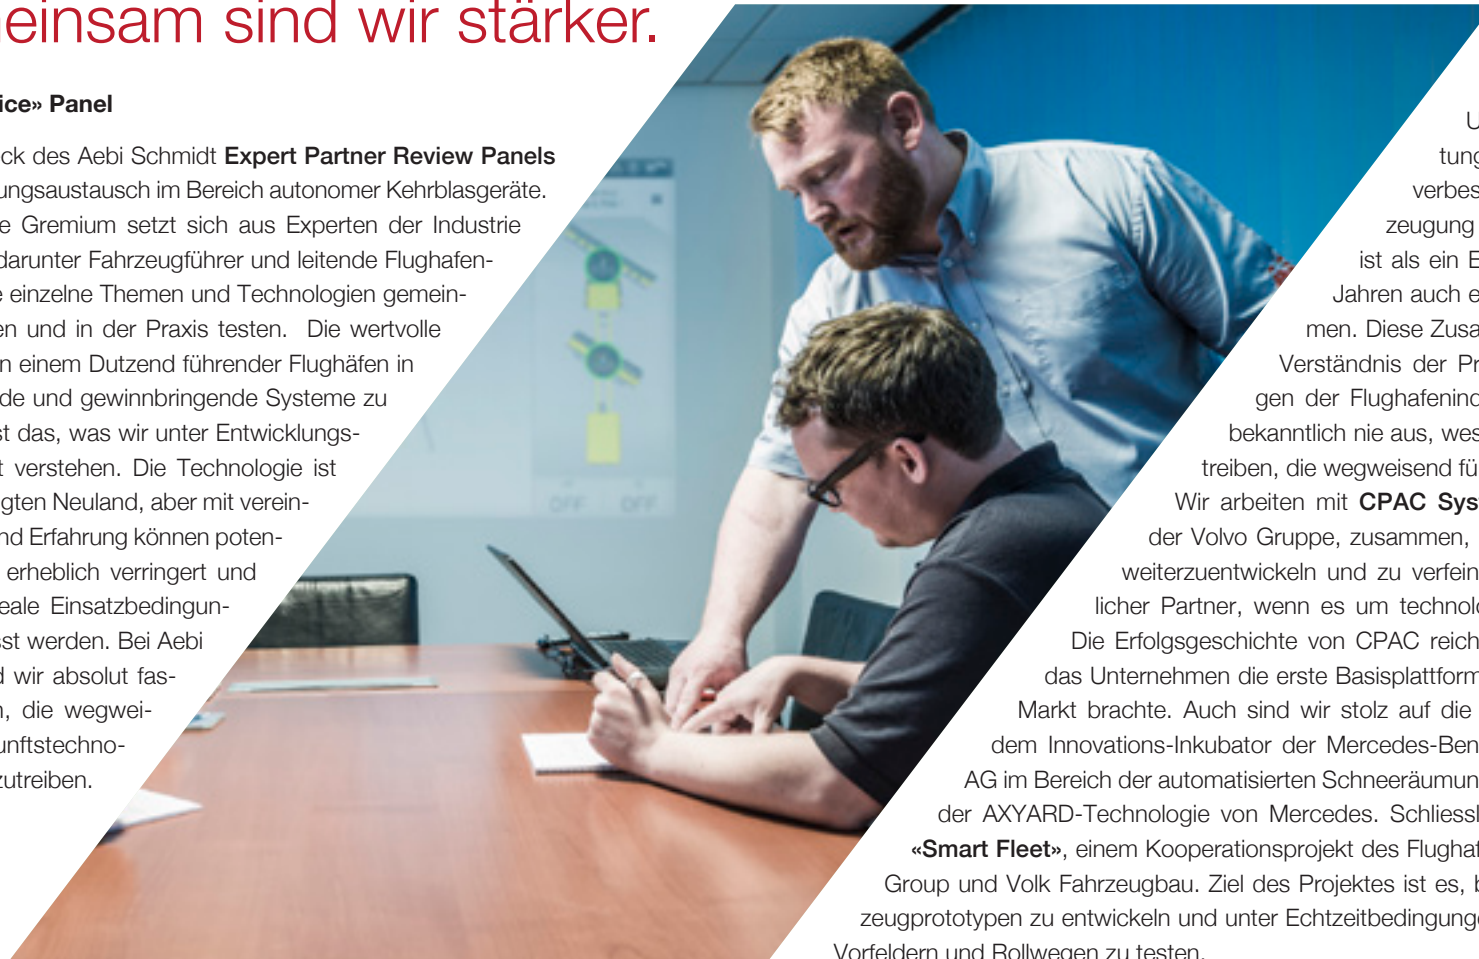 einsam sind wir stärker.
ice» Panel
ck des Aebi Schmidt Expert Partner Review Panels
ungsaustausch im Bereich autonomer Kehrblasgeräte.
e Gremium setzt sich aus Experten der Industrie
darunter Fahrzeugführer und leitende Flughafen-
e einzelne Themen und Technologien gemein-
en und in der Praxis testen. Die wertvolle
n einem Dutzend führender Flughäfen in
de und gewinnbringende Systeme zu
st das, was wir unter Entwicklungs-
t verstehen. Die Technologie ist
gten Neuland, aber mit verein-
nd Erfahrung können poten-
erheblich verringert und
eale Einsatzbedingun-
sst werden. Bei Aebi
d wir absolut fas-
n, die wegwei-
unftstechno-
zutreiben.
OFF OFF
U
tung
verbes
zeugung
ist als ein E
Jahren auch e
men. Diese Zusa
Verständnis der Pr
gen der Flughafenind
bekanntlich nie aus, wes
treiben, die wegweisend fü
Wir arbeiten mit CPAC Sys
der Volvo Gruppe, zusammen,
weiterzuentwickeln und zu verfein
licher Partner, wenn es um technolo
Die Erfolgsgeschichte von CPAC reich
das Unternehmen die erste Basisplattform
Markt brachte. Auch sind wir stolz auf die
dem Innovations-Inkubator der Mercedes-Ben
AG im Bereich der automatisierten Schneeräumun
der AXYARD-Technologie von Mercedes. Schliessl
«Smart Fleet», einem Kooperationsprojekt des Flughaf
Group und Volk Fahrzeugbau. Ziel des Projektes ist es, b
zeugprototypen zu entwickeln und unter Echtzeitbedingunge
Vorfeldern und Rollwegen zu testen.